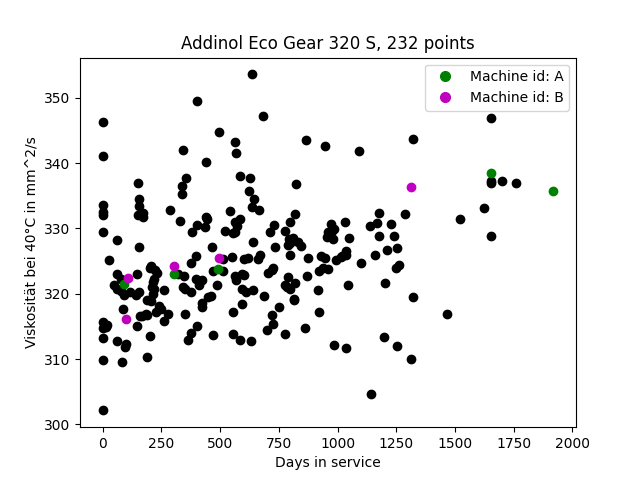 Addinol Eco Gear 320 S, 232 points
Machine id: A
Machine id: B
Viskosität bei 40°C in mm^2/s
350
340
330
320
310
300
0 250 500 750 1000 1250 1500 1750 2000
Days in service